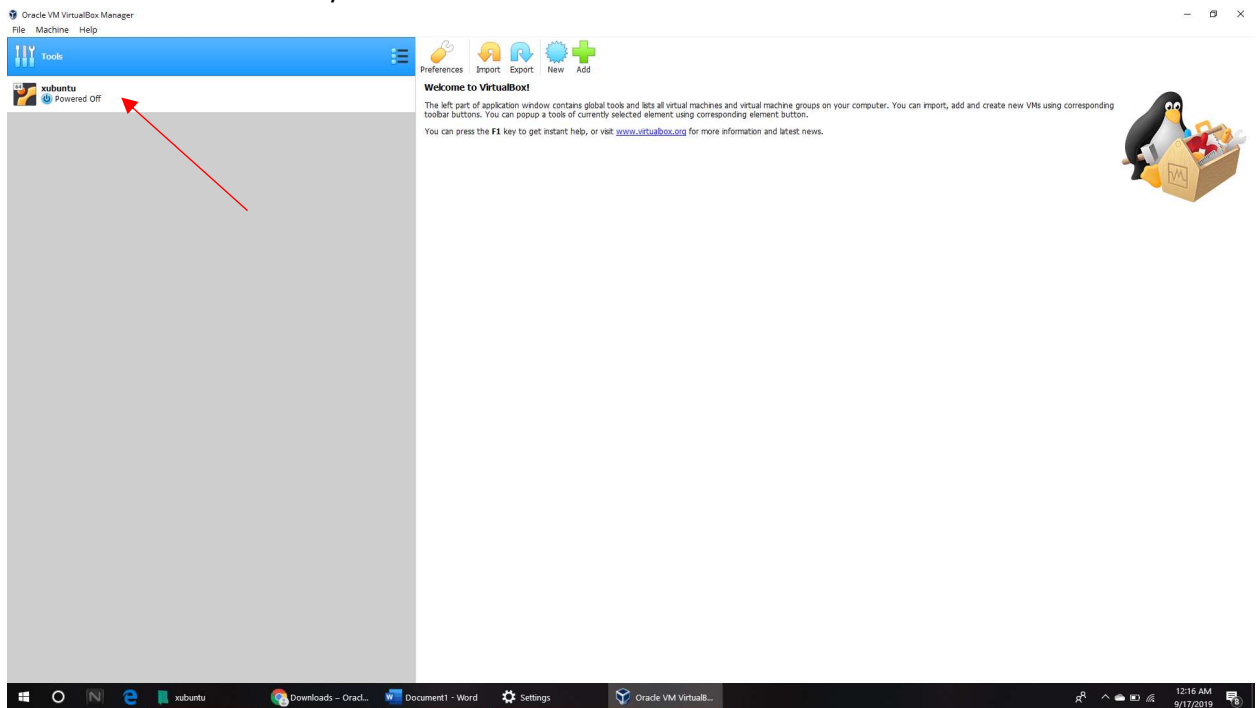 Oracle VM VirtualBox Manager
File Machine Help
Tools
Preferences Import Export New Add
64
xubuntu
Powered Off
Welcome to VirtualBox!
The left part of application window contains global tools and lists all virtual machines and virtual machine groups on your computer. You can import, add and create new VMs using corresponding
toolbar buttons. You can popup a tools of currently selected element using corresponding element button.
You can press the F1 key to get instant help, or visit www.virtualbox.org for more information and latest news.
xubuntu
Downloads – Oracl...
Document1 - Word
Settings
Oracle VM VirtualB...
12:16 AM
9/17/2019